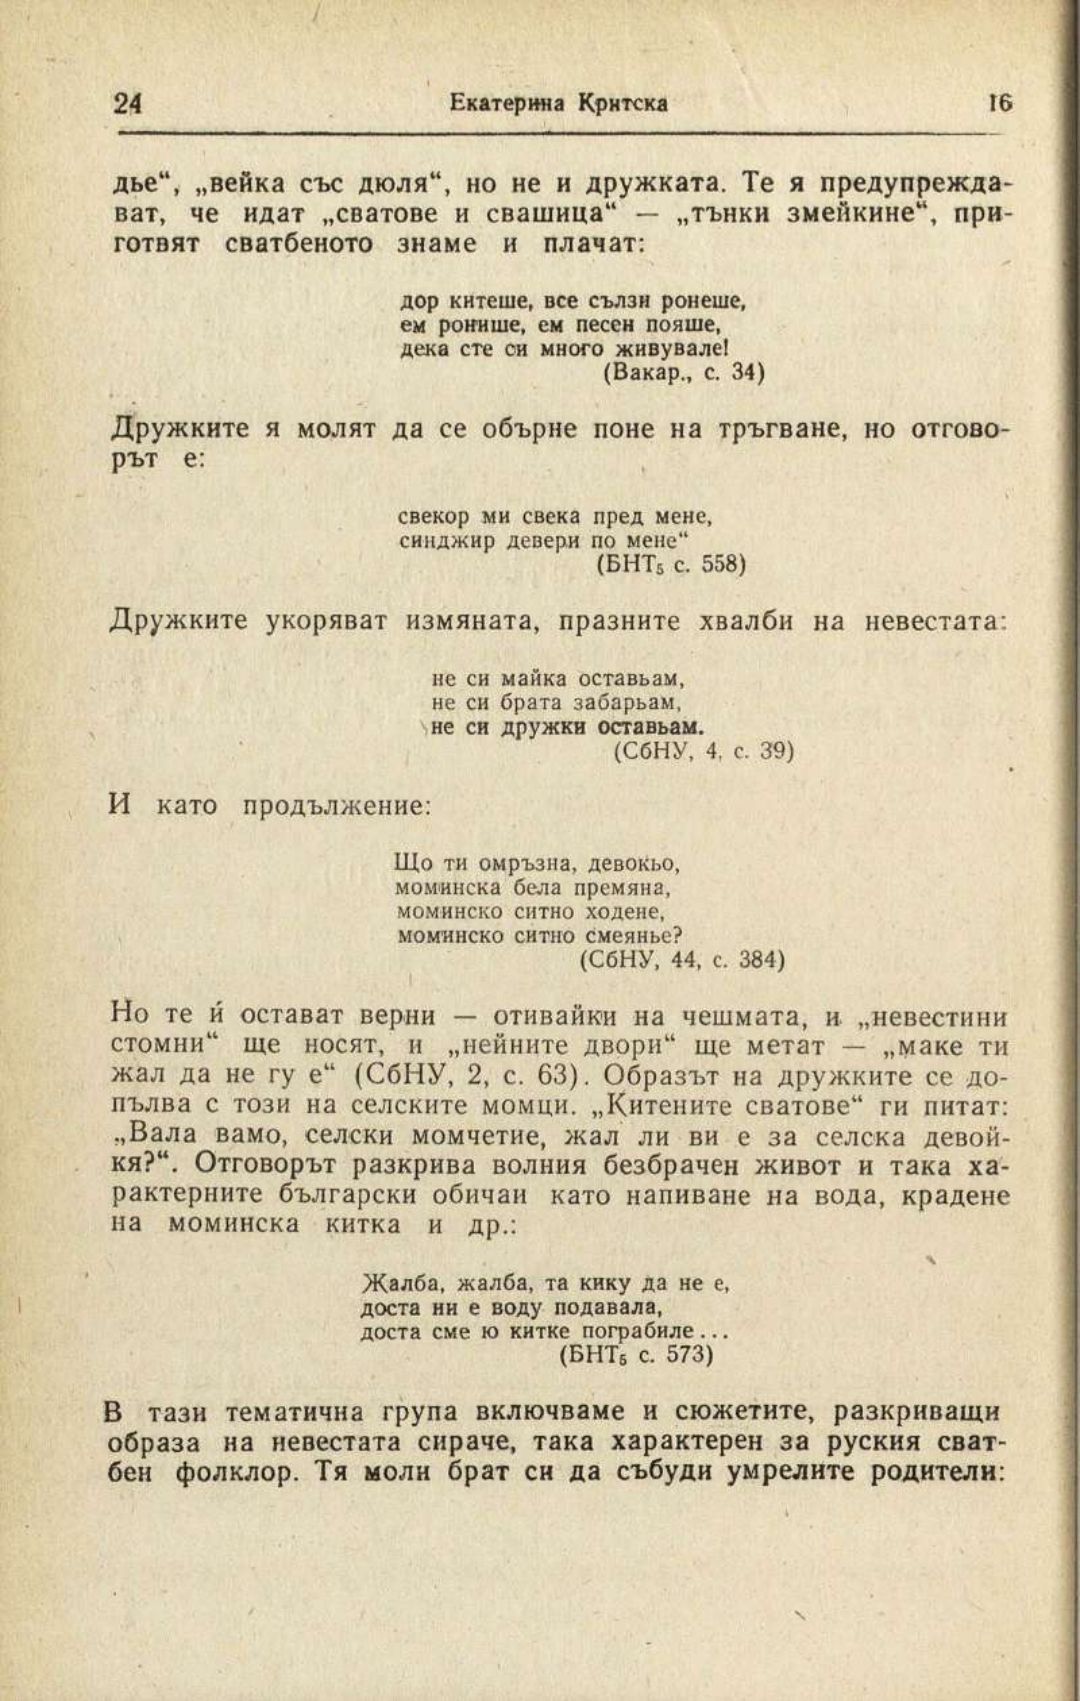 24 Екатерина Критска 16
дье“, „вейка със дюля“, но не и дружката. Те я предупрежда-
ват, че идат „сватове и свашица“ — „тънки змейкине“, при-
готвят сватбеното знаме и плачат:
дор китеше, все сълзи ронеше,
ем ронише, ем песен пояше,
дека сте си много живувале!
(Вакар., с. 34)
Дружките я молят да се обърне поне на тръгване, но отгово-
рът е:
свекор ми свека пред мене,
синджир девери по мене“
(БНТ₅ с. 558)
Дружките укоряват измяната, празните хвалби на невестата:
не си майка оставьам,
не си брата забарьам,
не си дружки оставьам.
(СбНУ, 4, с. 39)
И като продължение:
Що ти омръзна, девокьо,
моминска бела премяна,
моминско ситно ходене,
моминско ситно смеянье?
(СбНУ, 44, с. 384)
Но те ѝ остават верни — отивайки на чешмата, и „невестини
стомни“ ще носят, и „нейните двори“ ще метат — „маке ти
жал да не гу е“ (СбНУ, 2, с. 63). Образът на дружките се до-
пълва с този на селските момци. „Китените сватове“ ги питат:
„Вала вамо, селски момчетие, жал ли ви е за селска девой-
кя?“. Отговорът разкрива волния безбрачен живот и така ха-
рактерните български обичаи като напиване на вода, крадене
на моминска китка и др.:
Жалба, жалба, та кику да не е,
доста ни е воду подавала,
доста сме ю китке пограбиле...
(БНТ₅ с. 573)
В тази тематична група включваме и сюжетите, разкриващи
образа на невестата сираче, така характерен за руския сват-
бен фолклор. Тя моли брат си да събуди умрелите родители: